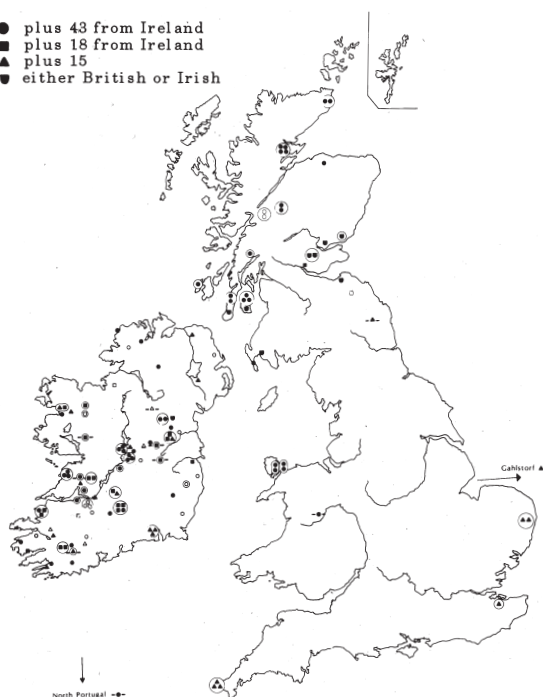 plus 43 from Ireland
plus 18 from Ireland
plus 15
either British or Irish
Gahlstorf
North Portugal